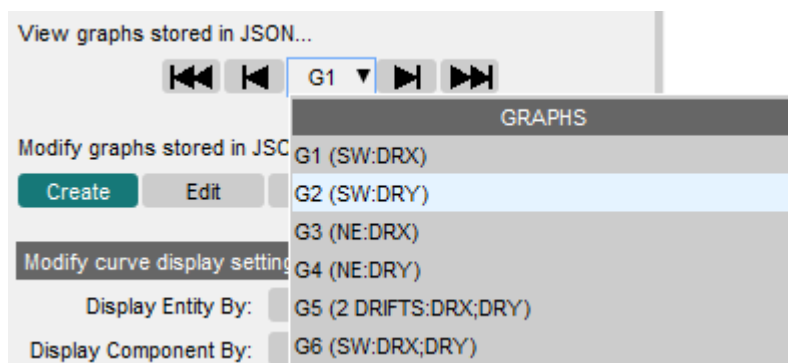 View graphs stored in JSON...
G1
GRAPHS
Modify graphs stored in JSO
G1 (SW:DRX)
Create Edit
G2 (SW:DRY)
G3 (NE:DRX)
Modify curve display setting
G4 (NE:DRY)
Display Entity By:
G5 (2 DRIFTS:DRX;DRY)
Display Component By:
G6 (SW:DRX;DRY)